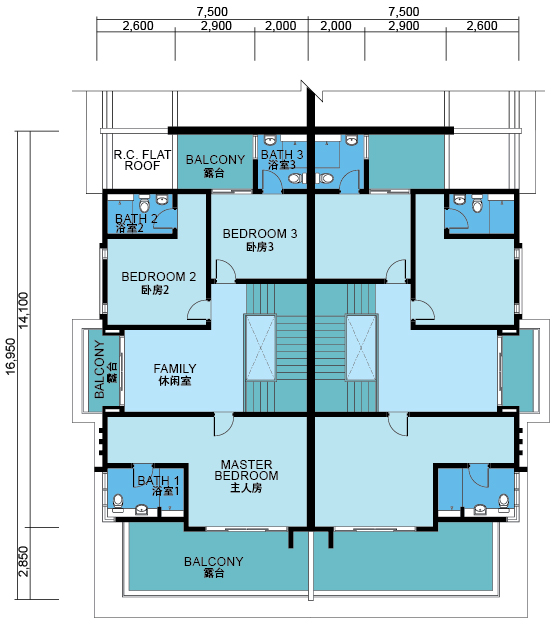 7,500 7,500
2,600 2,900 2,000 2,000 2,900 2,600
R.C. FLAT
ROOF
BALCONY
露台
BATH 3
浴室3
BATH 2
浴室2
BEDROOM 3
卧房3
BEDROOM 2
卧房2
14,100
16,950
BALCONY
露台
FAMILY
休闲室
MASTER
BEDROOM
主人房
BATH 1
浴室1
2,850
BALCONY
露台